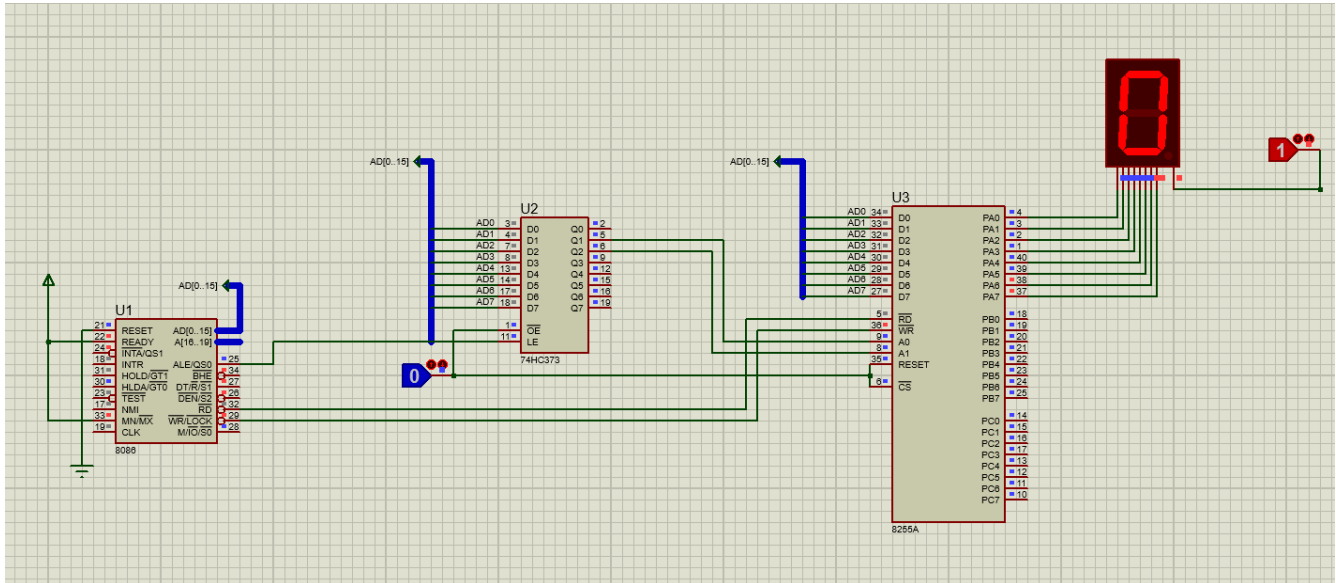 AD[0..15]
AD[0..15]
1
U3
U2
AD0 34 D0 PA0 4
AD1 33 D1 PA1 3
AD2 32 D2 PA2 2
AD3 31 D3 PA3 1
AD4 30 D4 PA4 40
AD5 29 D5 PA5 39
AD6 28 D6 PA6 38
AD7 27 D7 PA7 37
AD0 3 D0 Q0 2
AD1 4 D1 Q1 5
AD2 7 D2 Q2 6
AD3 8 D3 Q3 9
AD4 13 D4 Q4 12
AD5 14 D5 Q5 15
AD6 17 D6 Q6 16
AD7 18 D7 Q7 19
1 OE
11 LE
74HC373
0
AD[0..15]
U1
21 RESET AD[0..15]
22 READY A[16..19]
24 INTA/QS1
18 INTR ALE/QS0 25
31 HOLD/GT1 BHE 34
30 HLDA/GT0 DT/R/S1 27
23 TEST DEN/S2 26
17 NMI RD 32
33 MN/MX WR/LOCK 29
19 CLK M/IO/S0 28
8086
5 RD PB0 18
36 WR PB1 19
9 A0 PB2 20
8 A1 PB3 21
35 RESET PB4 22
PB5 23
6 CS PB6 24
PB7 25
PC0 14
PC1 15
PC2 16
PC3 17
PC4 13
PC5 12
PC6 11
PC7 10
8255A